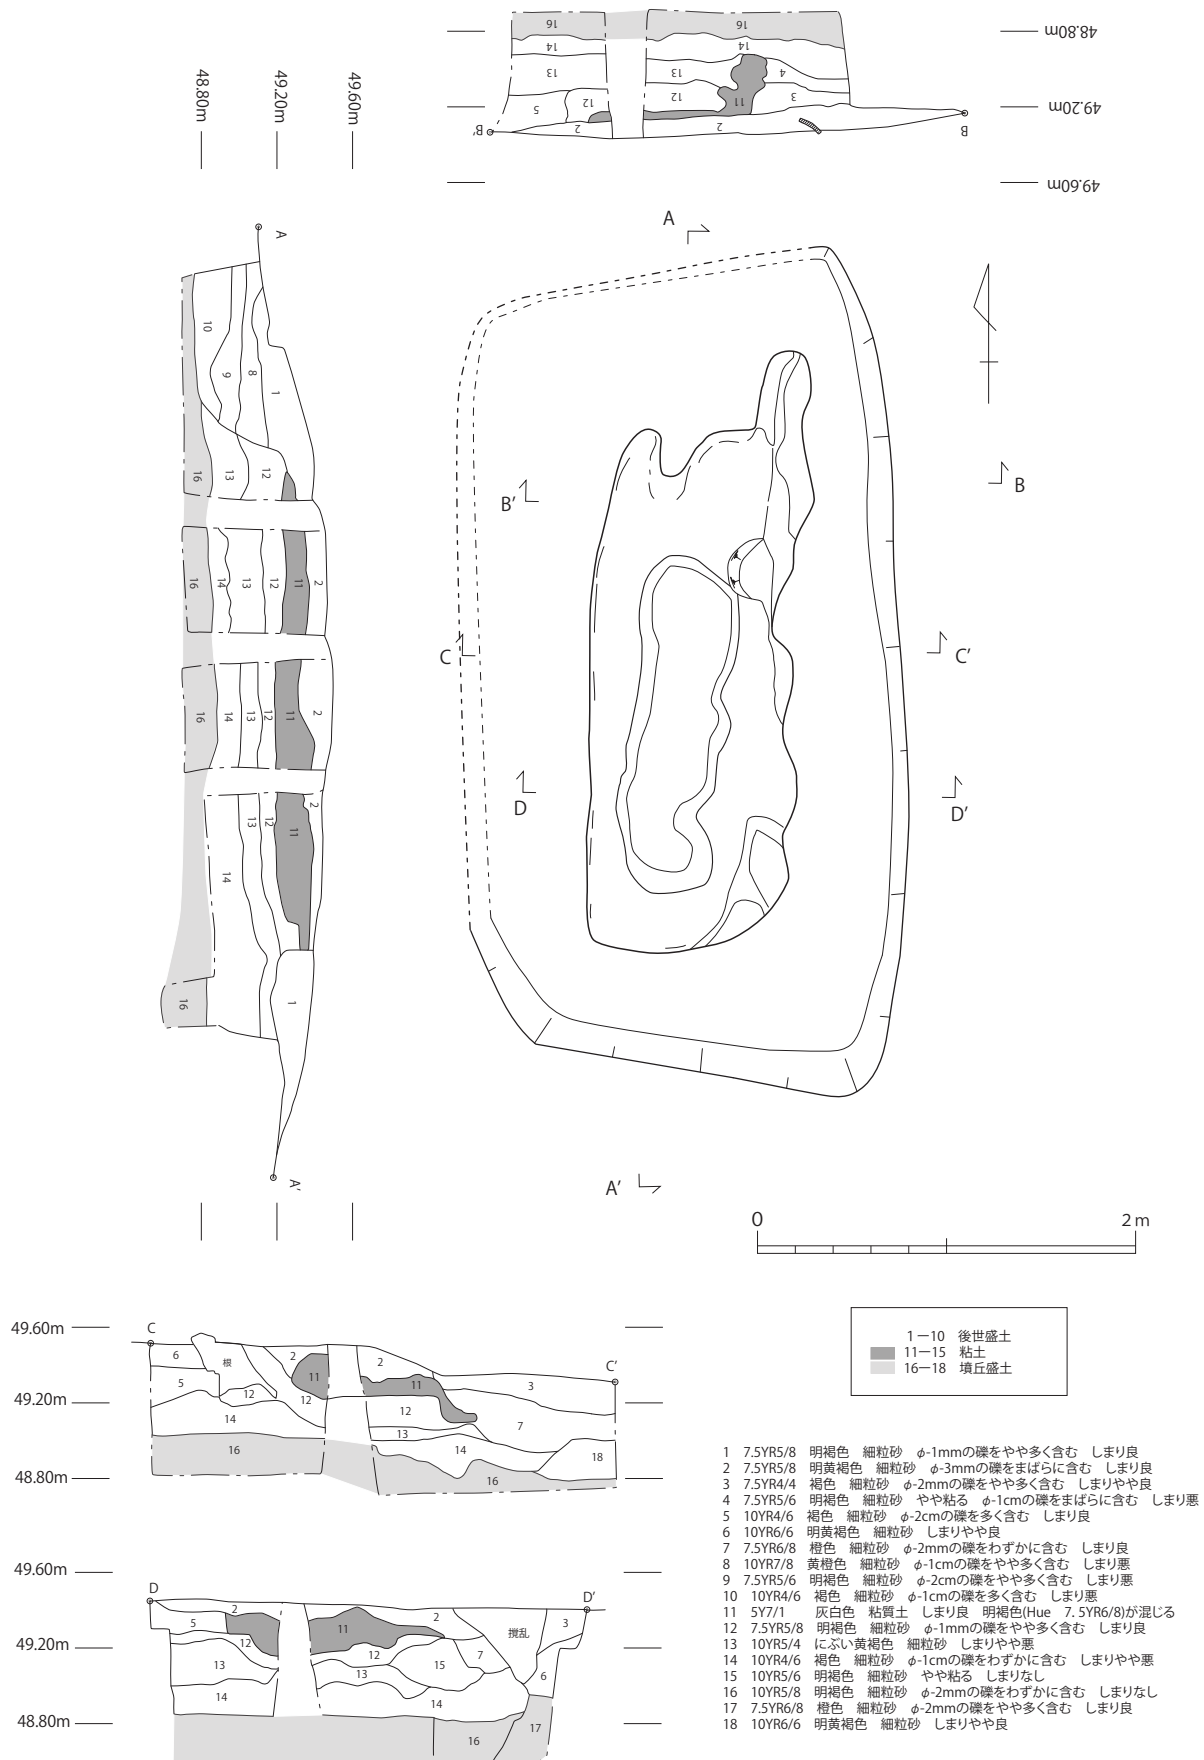 16 16 48.80m
14 14
13 13 4
5 12 12 11 3 49.20m
B' 2 2 B
49.60m
48.80m 49.20m 49.60m
A
10 9 8 1
16 13 12
16 14 13 12 11 2
16 14 13 12 11 2
14 13 12 11 2
16 1
A'
A
B' B
C C'
D D'
A'
0 2 m
49.60m
C C'
6 根 2 11 2 11 3
49.20m
5 12 12 12 7
14 13 14 18
16 16
48.80m
49.60m
D D'
2 11 2 撹乱 3
5 12 12 7
49.20m
13 13 15 6
14 14
48.80m
16 17
1ー10 後世盛土
11ー15 粘土
16ー18 墳丘盛土
1 7.5YR5/8 明褐色 細粒砂 φ-1mmの礫をやや多く含む しまり良
2 7.5YR5/8 明黄褐色 細粒砂 φ-3mmの礫をまばらに含む しまり良
3 7.5YR4/4 褐色 細粒砂 φ-2mmの礫をやや多く含む しまりやや良
4 7.5YR5/6 明褐色 細粒砂 やや粘る φ-1cmの礫をまばらに含む しまり悪
5 10YR4/6 褐色 細粒砂 φ-2cmの礫を多く含む しまり良
6 10YR6/6 明黄褐色 細粒砂 しまりやや良
7 7.5YR6/8 橙色 細粒砂 φ-2mmの礫をわずかに含む しまり良
8 10YR7/8 黄橙色 細粒砂 φ-1cmの礫をやや多く含む しまり悪
9 7.5YR5/6 明褐色 細粒砂 φ-2cmの礫をやや多く含む しまり悪
10 10YR4/6 褐色 細粒砂 φ-1cmの礫を多く含む しまり悪
11 5Y7/1 灰白色 粘質土 しまり良 明褐色(Hue 7. 5YR6/8)が混じる
12 7.5YR5/8 明褐色 細粒砂 φ-1mmの礫をやや多く含む しまり良
13 10YR5/4 にぶい黄褐色 細粒砂 しまりやや悪
14 10YR4/6 褐色 細粒砂 φ-1cmの礫をわずかに含む しまりやや悪
15 10YR5/6 明褐色 細粒砂 やや粘る しまりなし
16 10YR5/8 明褐色 細粒砂 φ-2mmの礫をわずかに含む しまりなし
17 7.5YR6/8 橙色 細粒砂 φ-2mmの礫をやや多く含む しまり良
18 10YR6/6 明黄褐色 細粒砂 しまりやや良